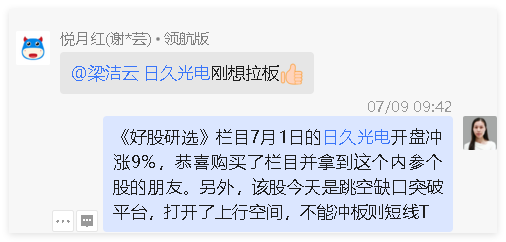 悦月红(谢*芸) • 领航版
@梁洁云 日久光电刚想拉板👍
07/09 09:42
《好股研选》栏目7月1日的日久光电开盘冲
涨9%，恭喜购买了栏目并拿到这个内参个
股的朋友。另外，该股今天是跳空缺口突破
平台，打开了上行空间，不能冲板则短线T